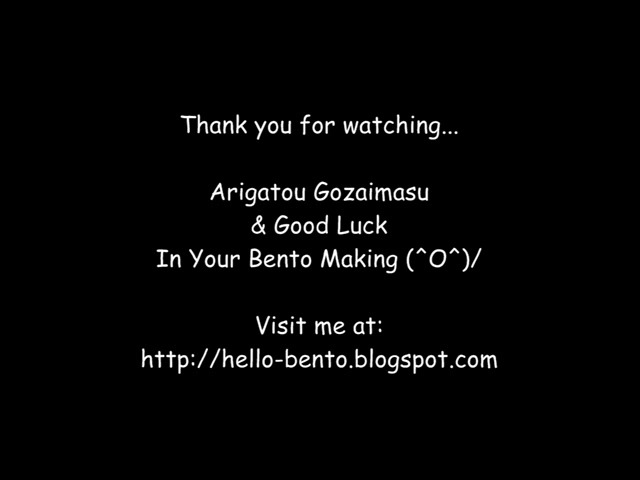 Thank you for watching...
Arigatou Gozaimasu
& Good Luck
In Your Bento Making (^O^)/
Visit me at:
http://hello-bento.blogspot.com